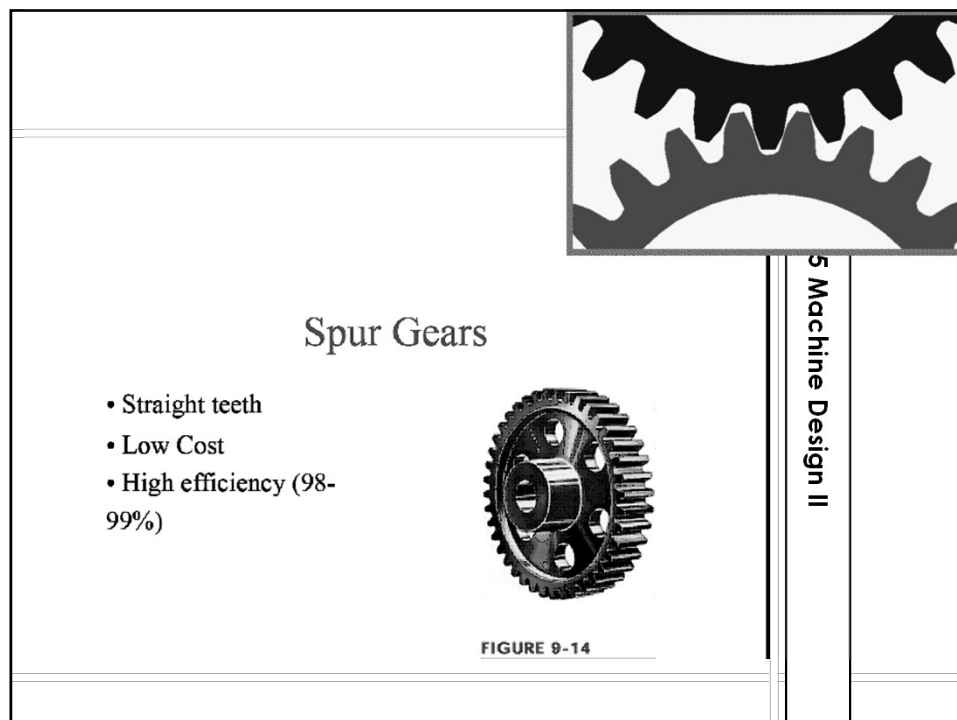 5 Machine Design II
Spur Gears
• Straight teeth
• Low Cost
• High efficiency (98-
99%)
FIGURE 9-14